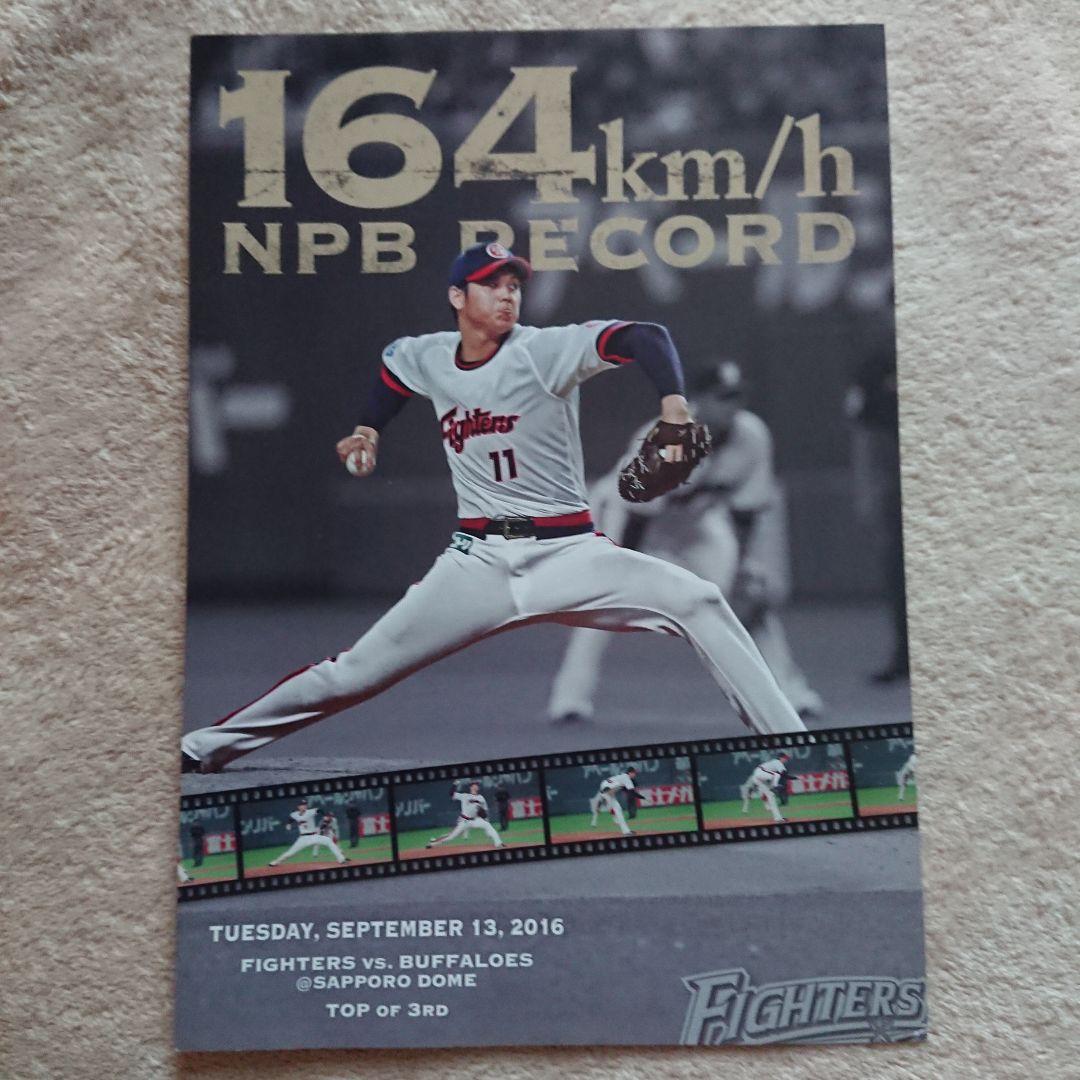 164km/h
NPB RECORD
Fighters
11
TUESDAY, SEPTEMBER 13, 2016
FIGHTERS VS. BUFFALOES
@SAPPORO DOME
TOP OF 3RD
FIGHTERS